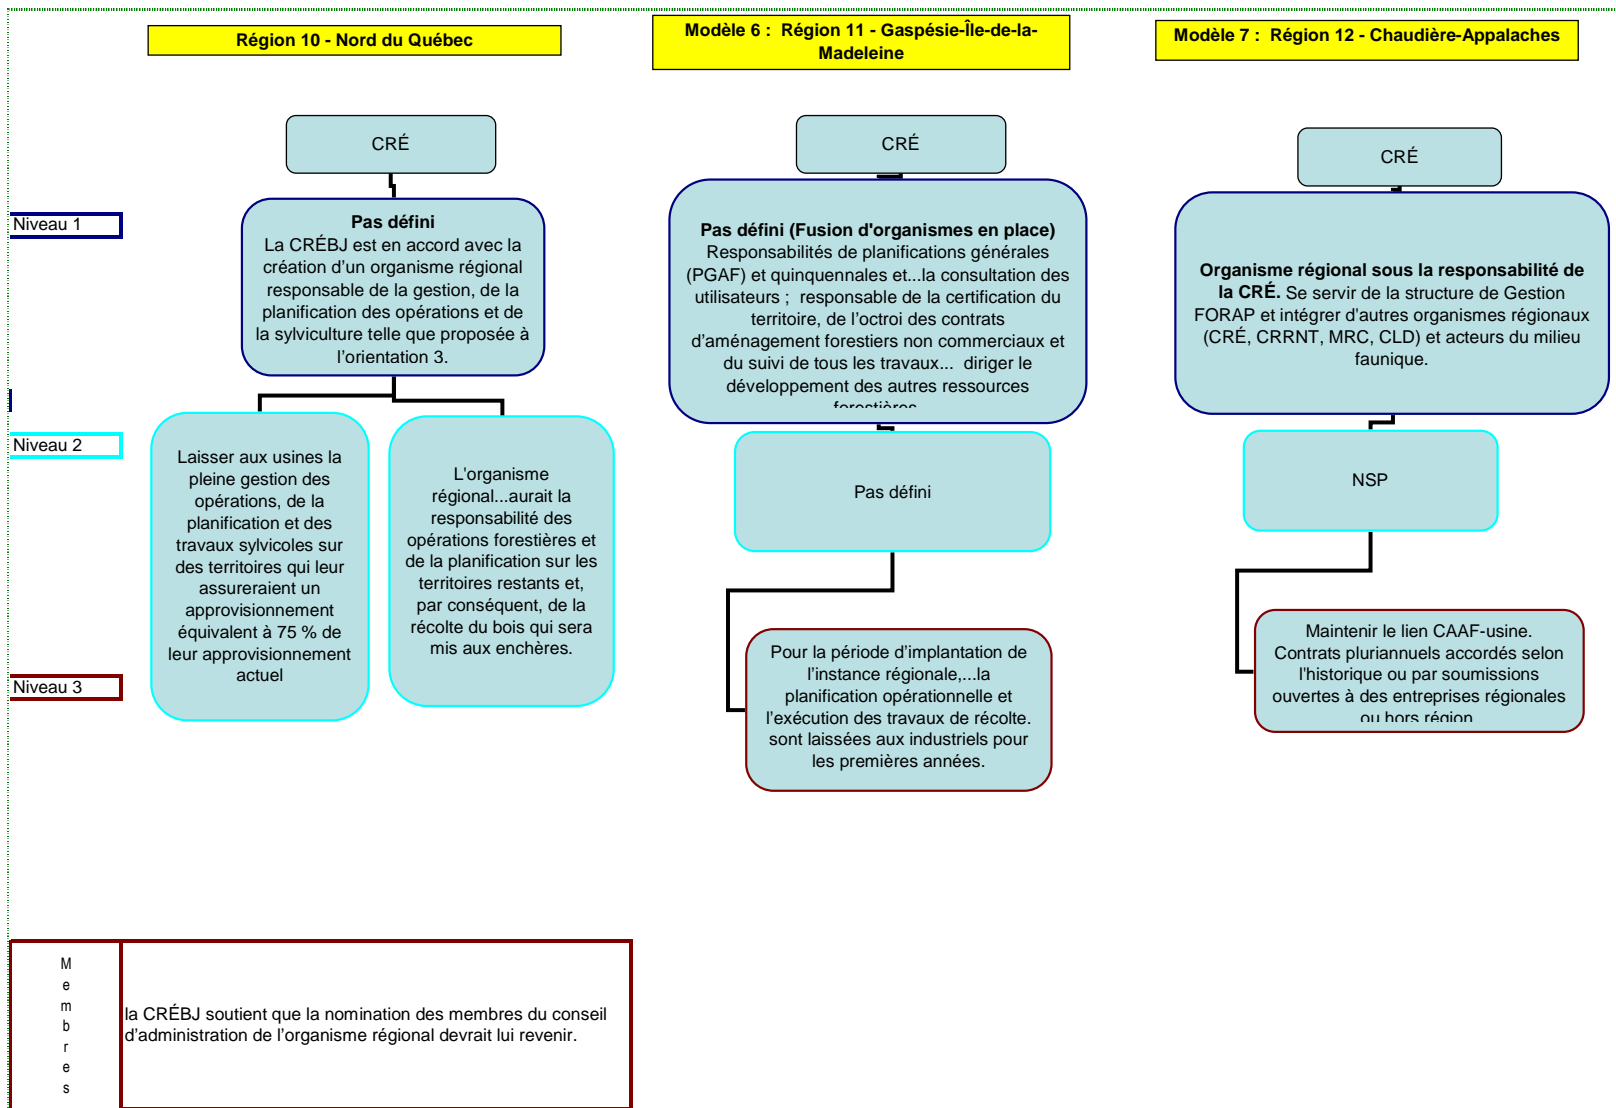 Région 10 - Nord du Québec
Modèle 6 :  Région 11 - Gaspésie-Île-de-la-
Madeleine
Modèle 7 :  Région 12 - Chaudière-Appalaches
CRÉ
CRÉ
CRÉ
Niveau 1
Pas défini
La CRÉBJ est en accord avec la
création d'un organisme régional
responsable de la gestion, de la
planification des opérations et de
la sylviculture telle que proposée à
l'orientation 3.
Pas défini (Fusion d'organismes en place)
Responsabilités de planifications générales
(PGAF) et quinquennales et...la consultation des
utilisateurs ;  responsable de la certification du
territoire, de l'octroi des contrats
d'aménagement forestiers non commerciaux et
du suivi de tous les travaux...  diriger le
développement des autres ressources
forestières
Organisme régional sous la responsabilité de
la CRÉ. Se servir de la structure de Gestion
FORAP et intégrer d'autres organismes régionaux
(CRÉ, CRRNT, MRC, CLD) et acteurs du milieu
faunique.
Niveau 2
Laisser aux usines la
pleine gestion des
opérations, de la
planification et des
travaux sylvicoles sur
des territoires qui leur
assureraient un
approvisionnement
équivalent à 75 % de
leur approvisionnement
actuel
L'organisme
régional...aurait la
responsabilité des
opérations forestières et
de la planification sur les
territoires restants et,
par conséquent, de la
récolte du bois qui sera
mis aux enchères.
Pas défini
NSP
Niveau 3
Pour la période d'implantation de
l'instance régionale,...la
planification opérationnelle et
l'exécution des travaux de récolte.
sont laissées aux industriels pour
les premières années.
Maintenir le lien CAAF-usine.
Contrats pluriannuels accordés selon
l'historique ou par soumissions
ouvertes à des entreprises régionales
ou hors région
M
e
m
b
r
e
s
la CRÉBJ soutient que la nomination des membres du conseil
d'administration de l'organisme régional devrait lui revenir.